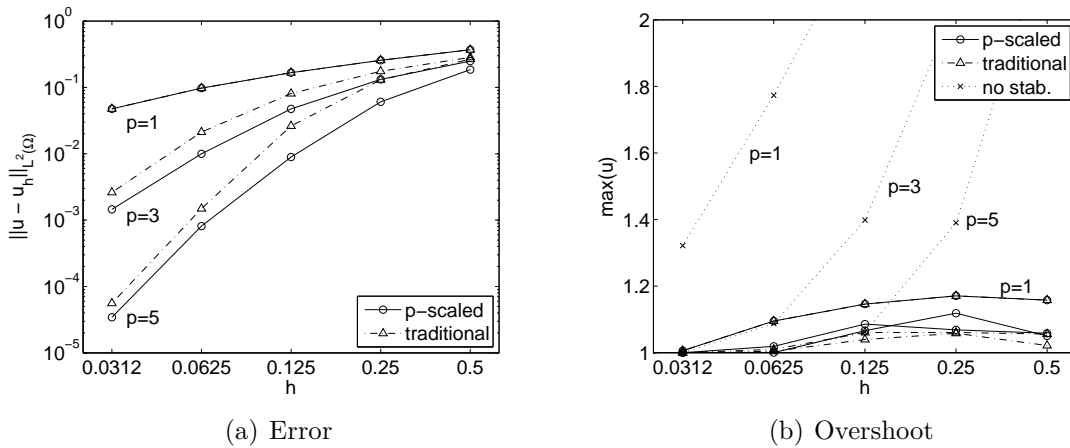 10^0
10^-1
10^-2
10^-3
10^-4
10^-5
||u − u_h||_L^2(Ω)
p=1
p=3
p=5
p−scaled
traditional
0.0312 0.0625 0.125 0.25 0.5
h
(a) Error
2
1.8
1.6
1.4
1.2
1
max(u)
p−scaled
traditional
no stab.
p=1
p=3
p=5
p=1
0.0312 0.0625 0.125 0.25 0.5
h
(b) Overshoot